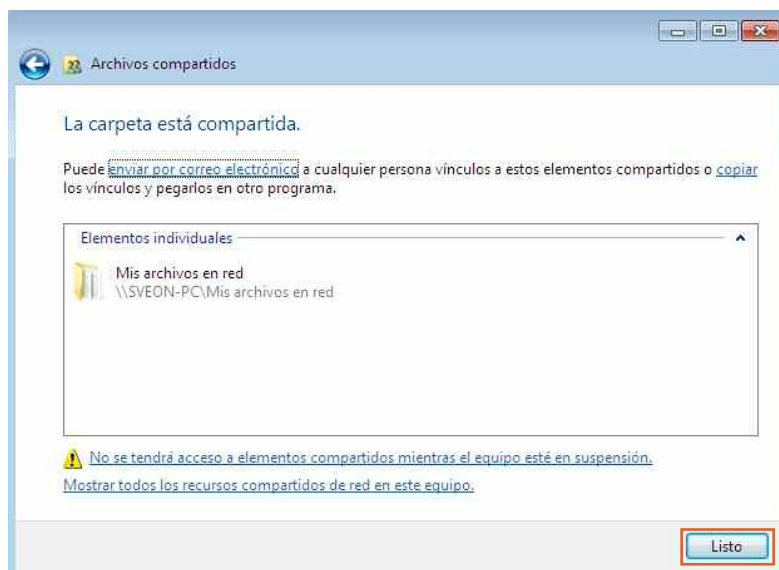 Archivos compartidos
La carpeta está compartida.
Puede enviar por correo electrónico a cualquier persona vínculos a estos elementos compartidos o copiar
los vínculos y pegarlos en otro programa.
Elementos individuales
Mis archivos en red
\\SVEON-PC\Mis archivos en red
No se tendrá acceso a elementos compartidos mientras el equipo esté en suspensión.
Mostrar todos los recursos compartidos de red en este equipo.
Listo